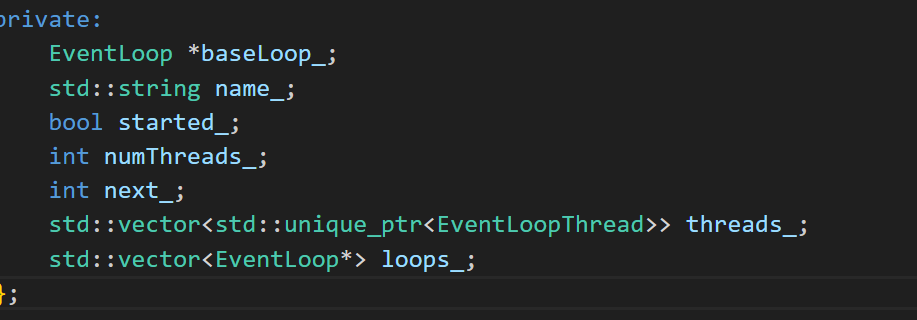 private:
    EventLoop *baseLoop_;
    std::string name_;
    bool started_;
    int numThreads_;
    int next_;
    std::vector<std::unique_ptr<EventLoopThread>> threads_;
    std::vector<EventLoop*> loops_;
};